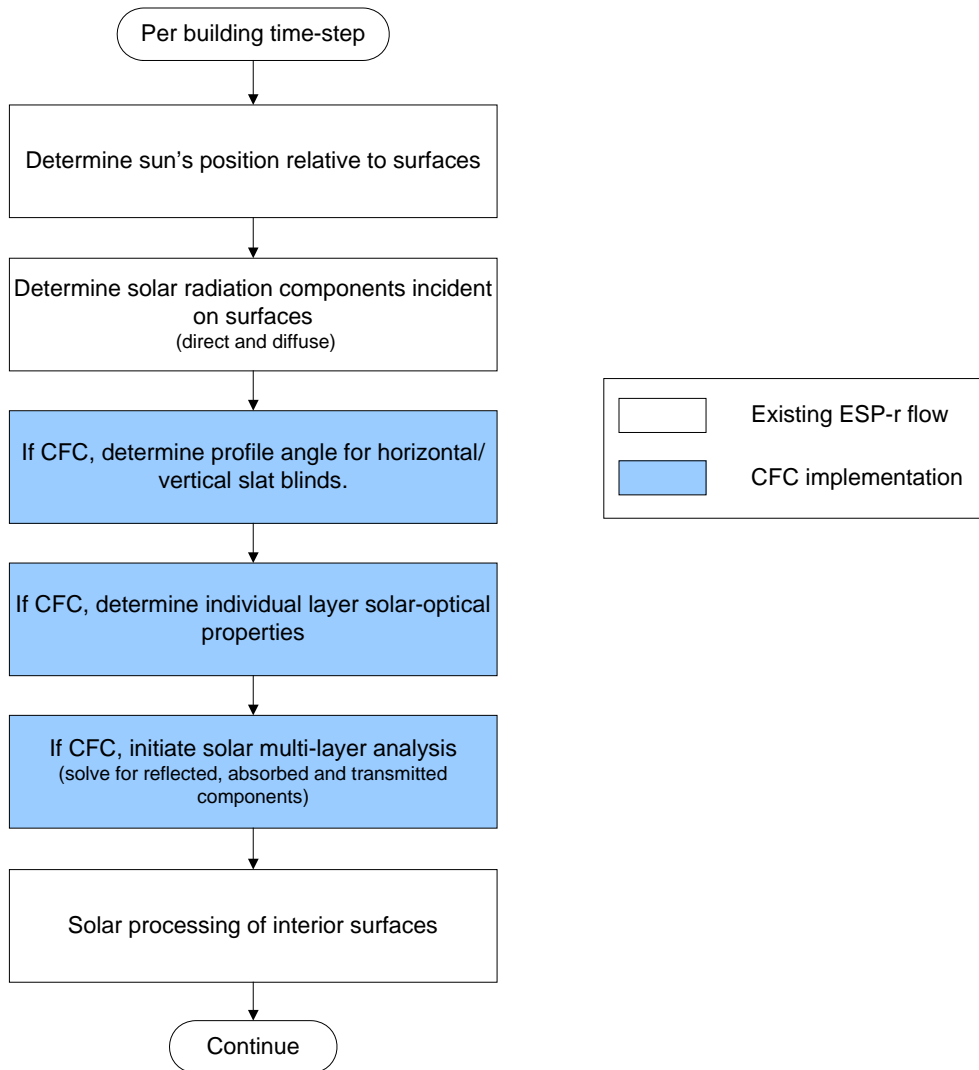 Per building time-step
Determine sun's position relative to surfaces
Determine solar radiation components incident
on surfaces
(direct and diffuse)
If CFC, determine profile angle for horizontal/
vertical slat blinds.
If CFC, determine individual layer solar-optical
properties
If CFC, initiate solar multi-layer analysis
(solve for reflected, absorbed and transmitted
components)
Solar processing of interior surfaces
Continue
Existing ESP-r flow
CFC implementation